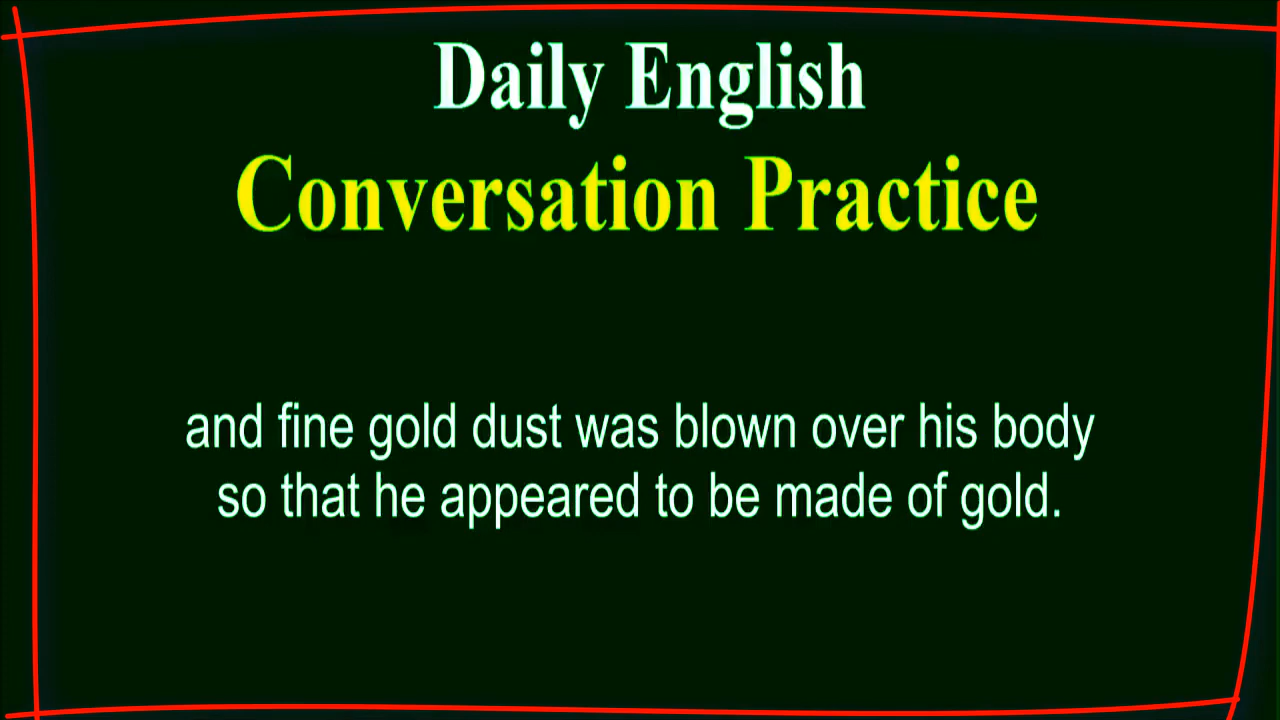 Daily English
Conversation Practice
and fine gold dust was blown over his body
so that he appeared to be made of gold.